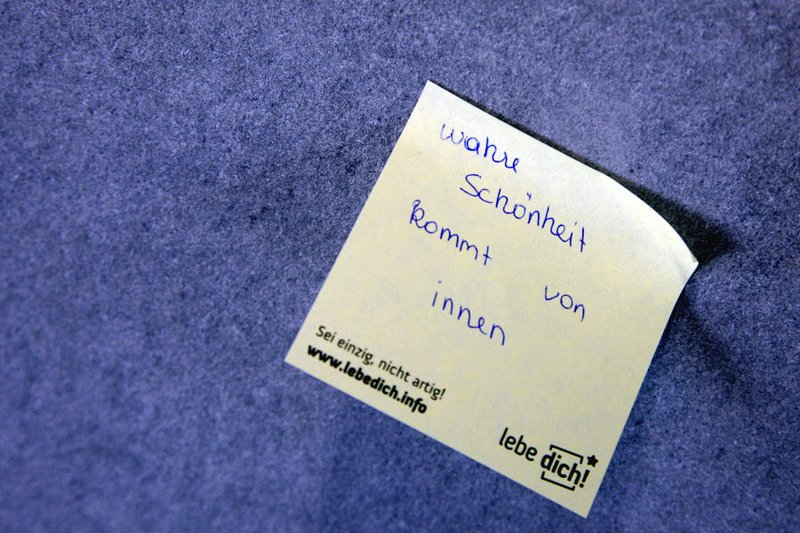 wahre
Schönheit
kommt von
innen
Sei einzig, nicht artig!
www.lebedich.info
lebe dich!